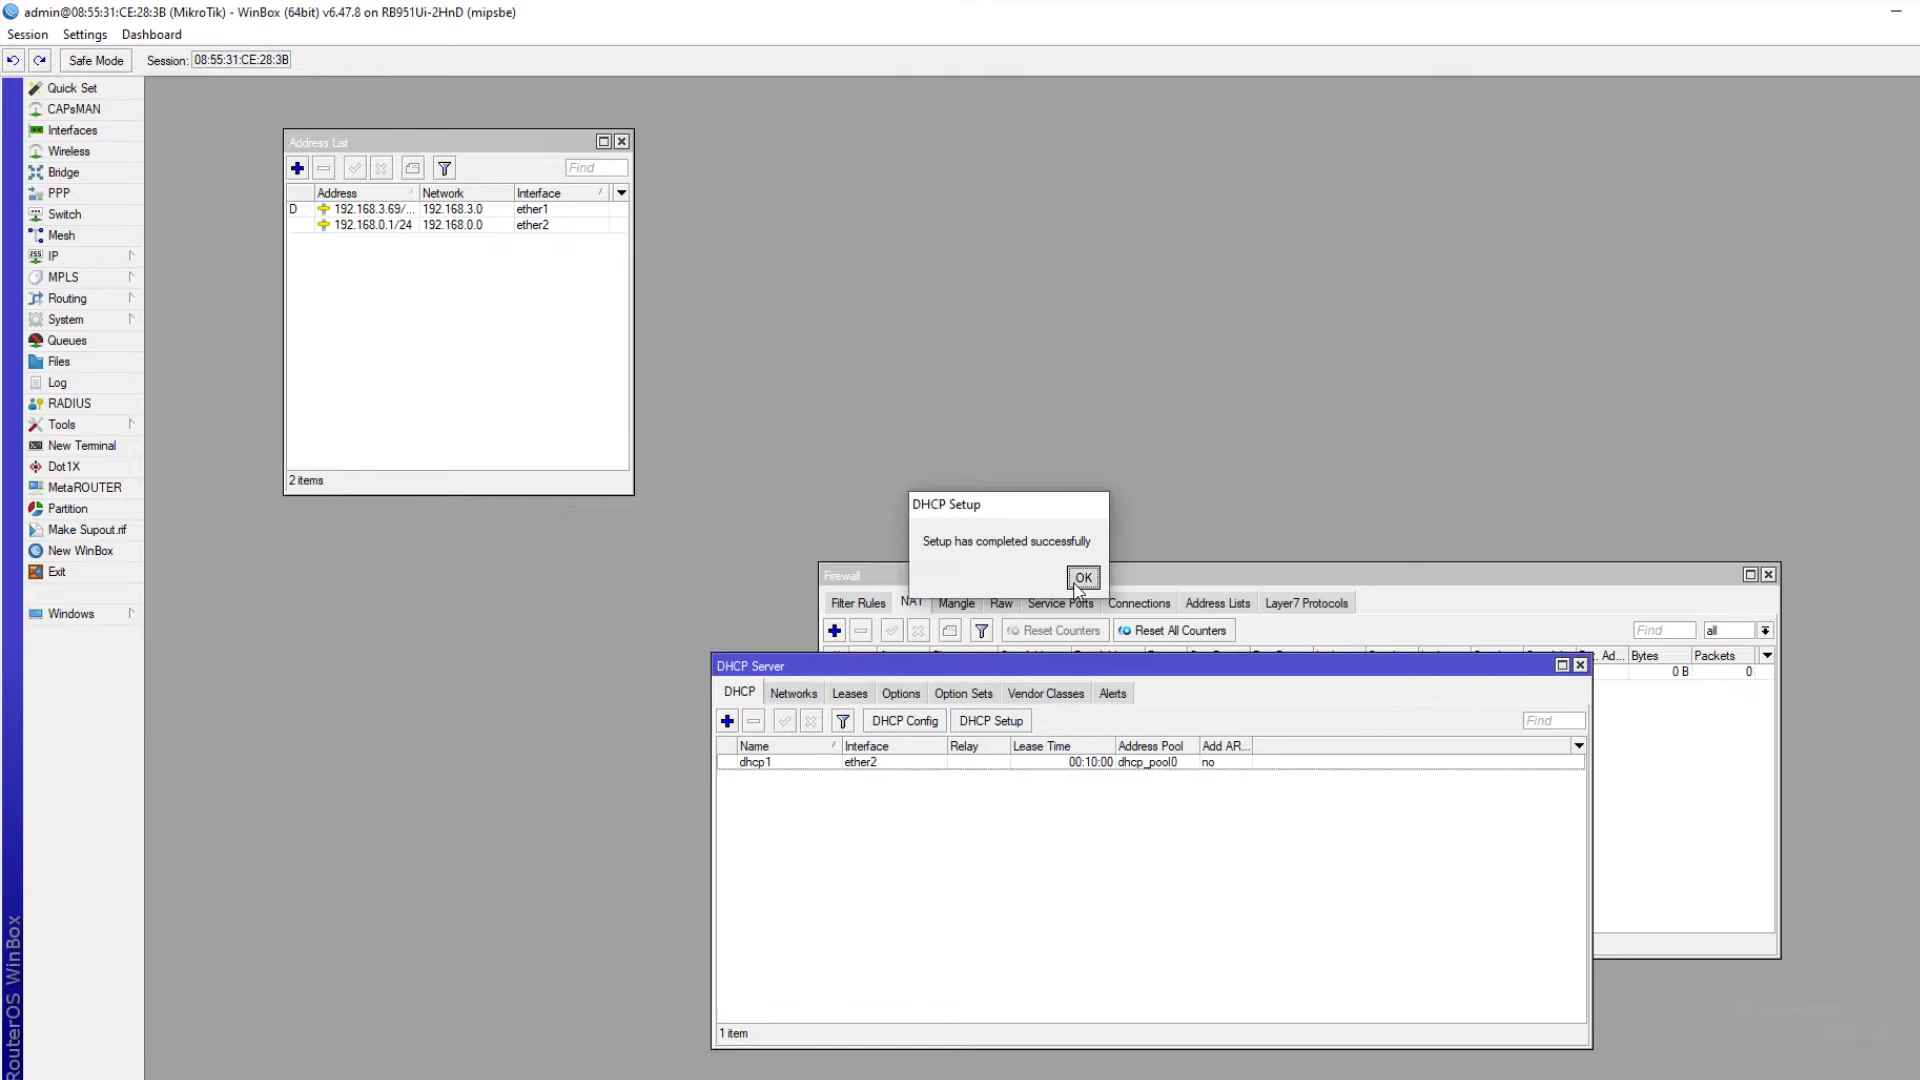 admin@08:55:31:CE:28:3B (MikroTik) - WinBox (64bit) v6.47.8 on RB951Ui-2HnD (mipsbe)
Session Settings Dashboard
Safe Mode Session: 08:55:31:CE:28:3B
Quick Set
CAPsMAN
Interfaces
Wireless
Bridge
PPP
Switch
Mesh
IP
MPLS
Routing
System
Queues
Files
Log
RADIUS
Tools
New Terminal
Dot1X
MetaROUTER
Partition
Make Supout.rif
New WinBox
Exit
Windows
RouterOS WinBox
Address List
Find
Address Network Interface
D 192.168.3.69/... 192.168.3.0 ether1
192.168.0.1/24 192.168.0.0 ether2
2 items
DHCP Setup
Setup has completed successfully
OK
Firewall
Filter Rules NAT Mangle Raw Service Ports Connections Address Lists Layer7 Protocols
Reset Counters Reset All Counters Find all
Ad... Bytes Packets
0 B 0
DHCP Server
DHCP Networks Leases Options Option Sets Vendor Classes Alerts
DHCP Config DHCP Setup Find
Name Interface Relay Lease Time Address Pool Add AR...
dhcp1 ether2 00:10:00 dhcp_pool0 no
1 item